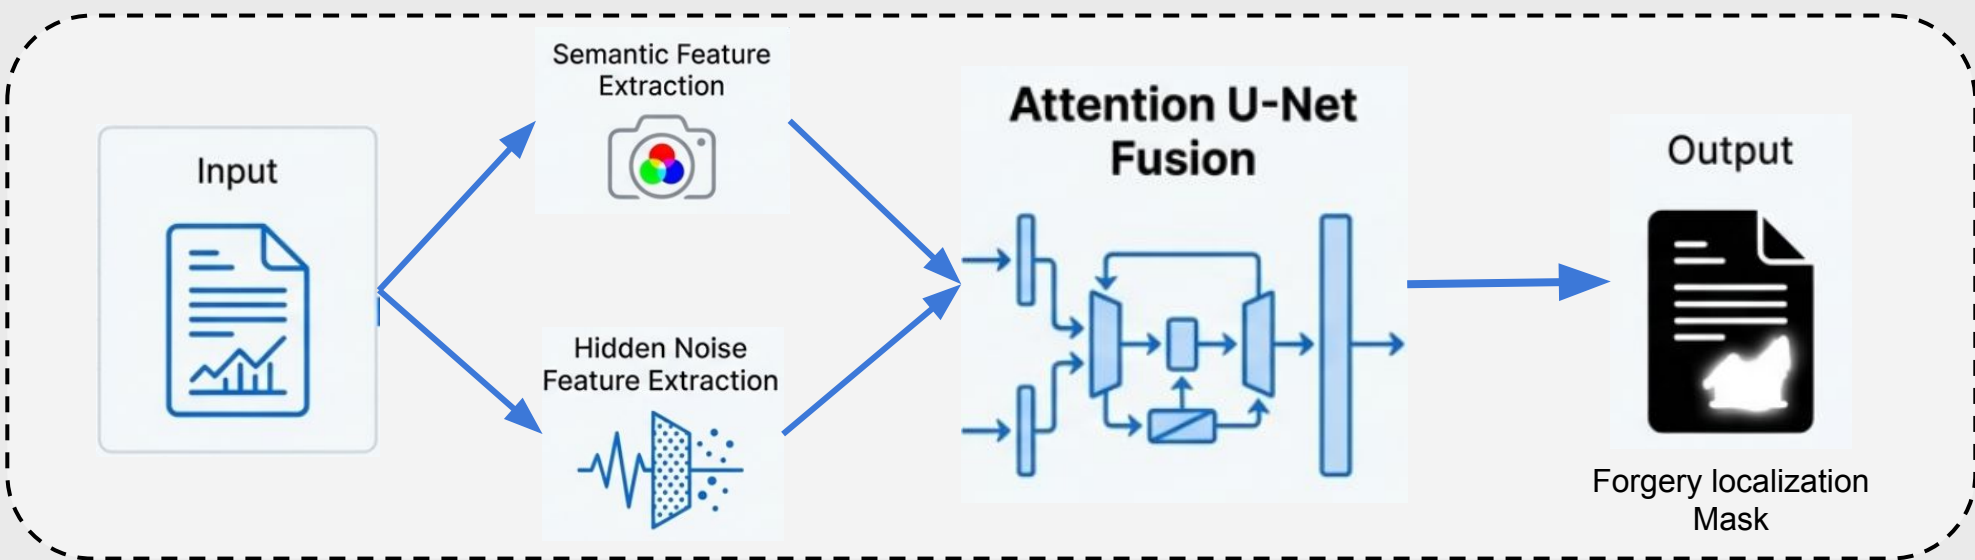 Input
Semantic Feature
Extraction
Hidden Noise
Feature Extraction
Attention U-Net
Fusion
Output
Forgery localization
Mask